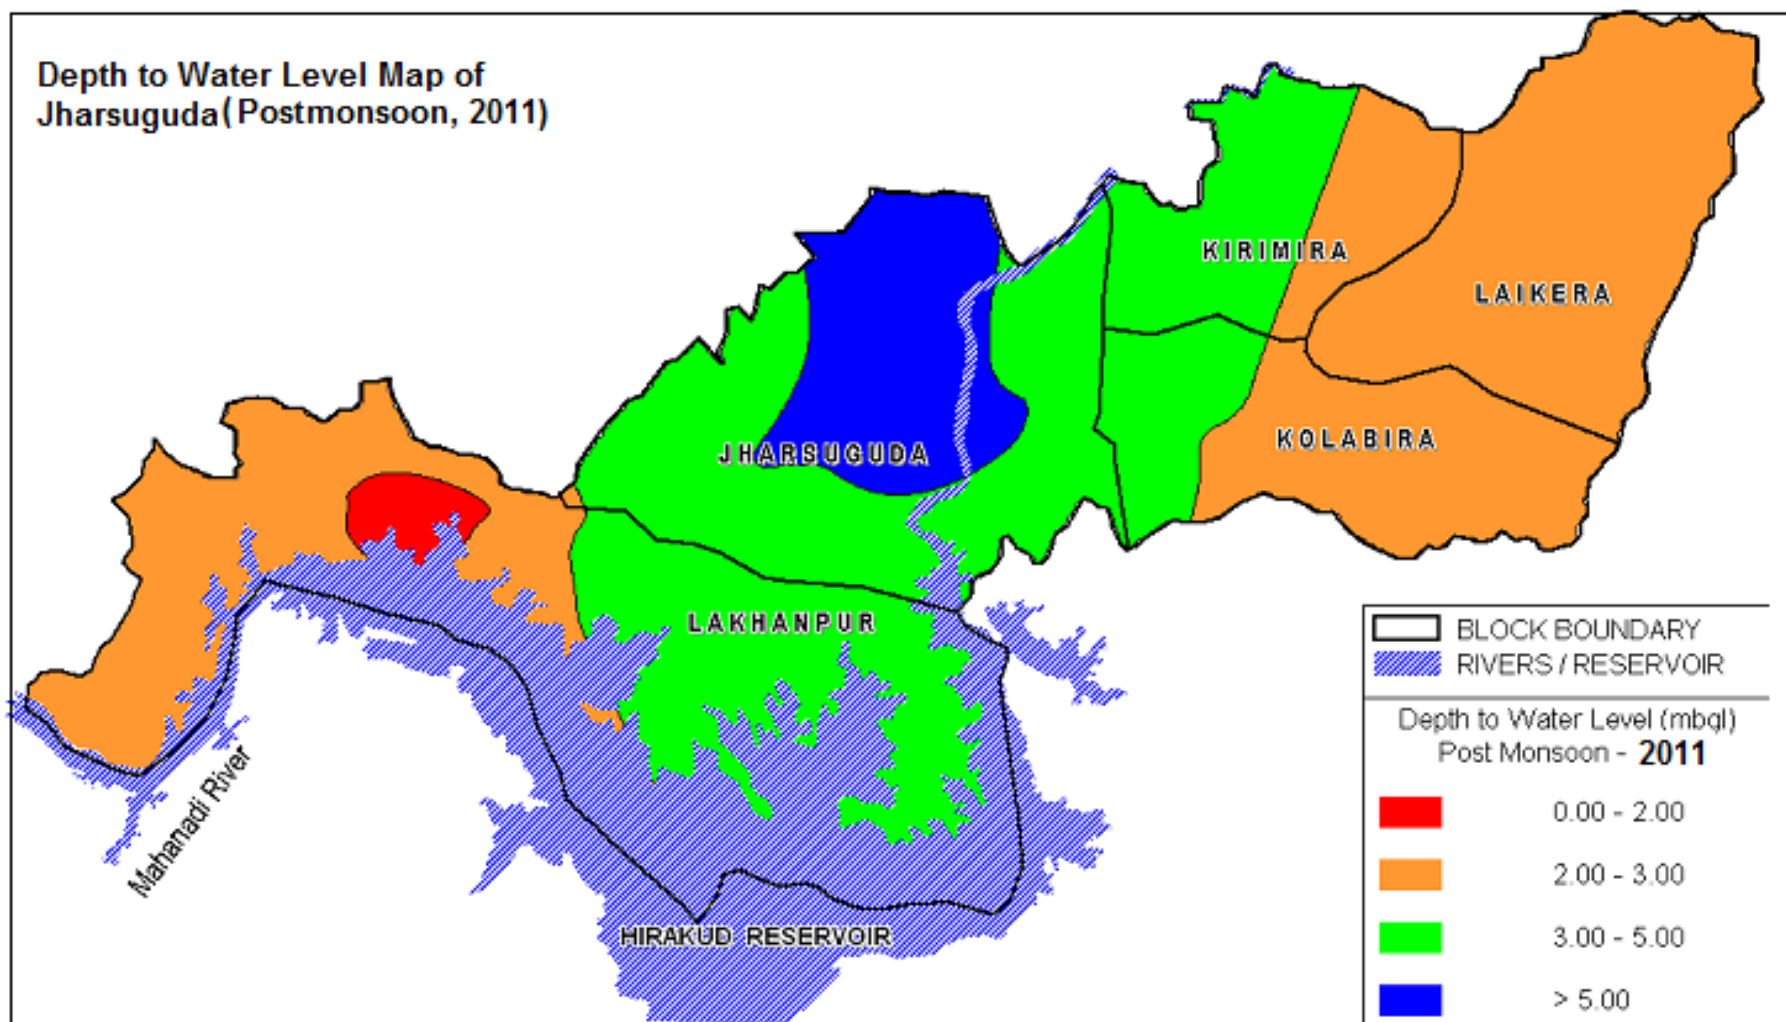 Depth to Water Level Map of
Jharsuguda(Postmonsoon, 2011)
KIRIMIRA
LAIKERA
KOLABIRA
JHARSUGUDA
LAKHANPUR
Mahanadi River
HIRAKUD RESERVOIR
BLOCK BOUNDARY
RIVERS / RESERVOIR
Depth to Water Level (mbgl)
Post Monsoon - 2011
0.00 - 2.00
2.00 - 3.00
3.00 - 5.00
> 5.00